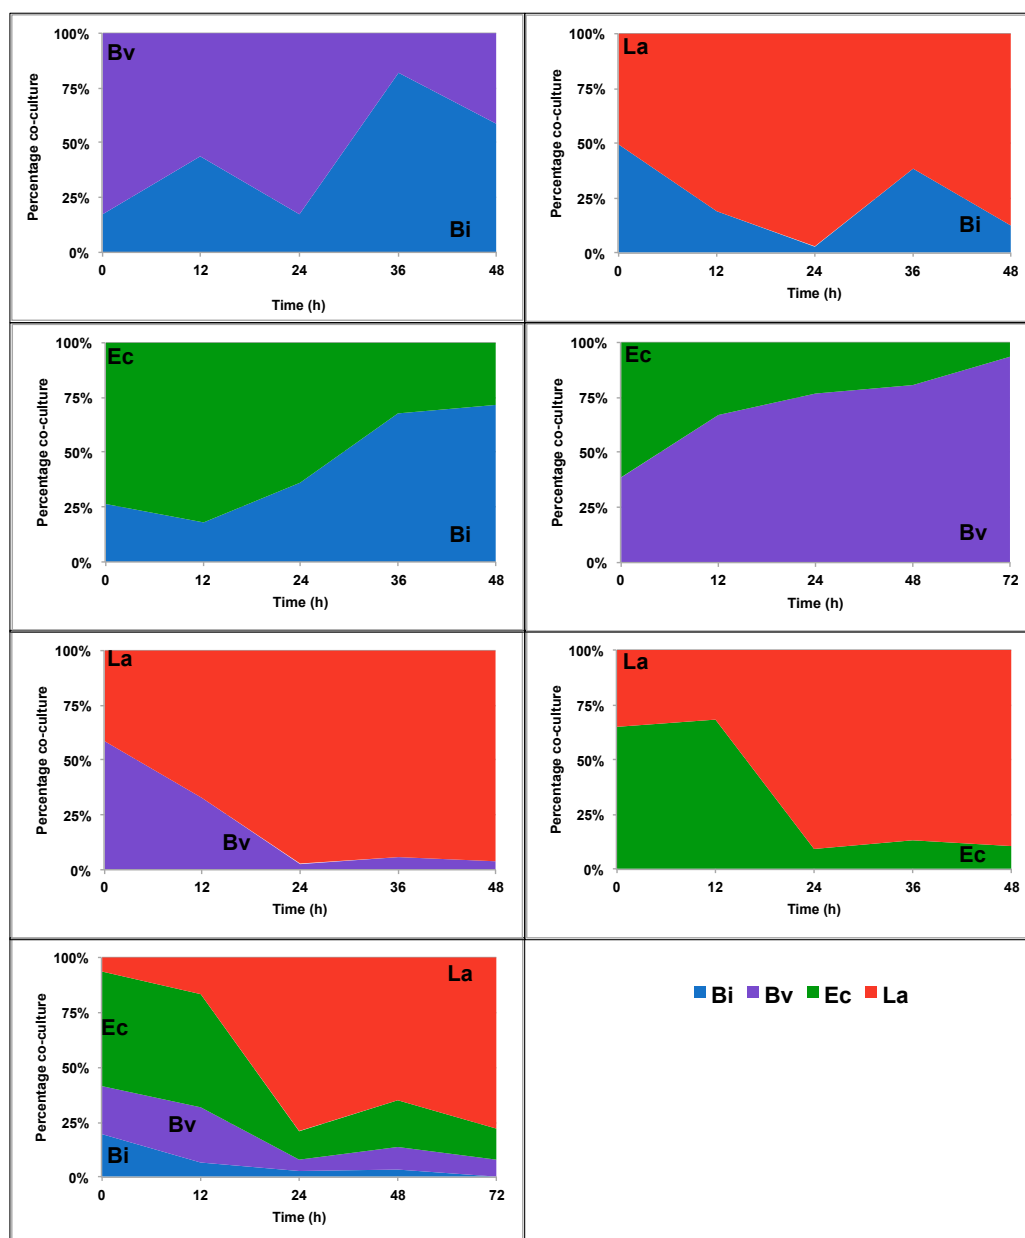 100%
75%
50%
25%
0%
Percentage co-culture
Bv
Bi
0 12 24 36 48
Time (h)
100%
75%
50%
25%
0%
Percentage co-culture
La
Bi
0 12 24 36 48
Time (h)
100%
75%
50%
25%
0%
Percentage co-culture
Ec
Bi
0 12 24 36 48
Time (h)
100%
75%
50%
25%
0%
Percentage co-culture
Ec
Bv
0 12 24 48 72
Time (h)
100%
75%
50%
25%
0%
Percentage co-culture
La
Bv
0 12 24 36 48
Time (h)
100%
75%
50%
25%
0%
Percentage co-culture
La
Ec
0 12 24 36 48
Time (h)
100%
75%
50%
25%
0%
Percentage co-culture
La
Ec
Bv
Bi
0 12 24 48 72
Time (h)
Bi Bv Ec La